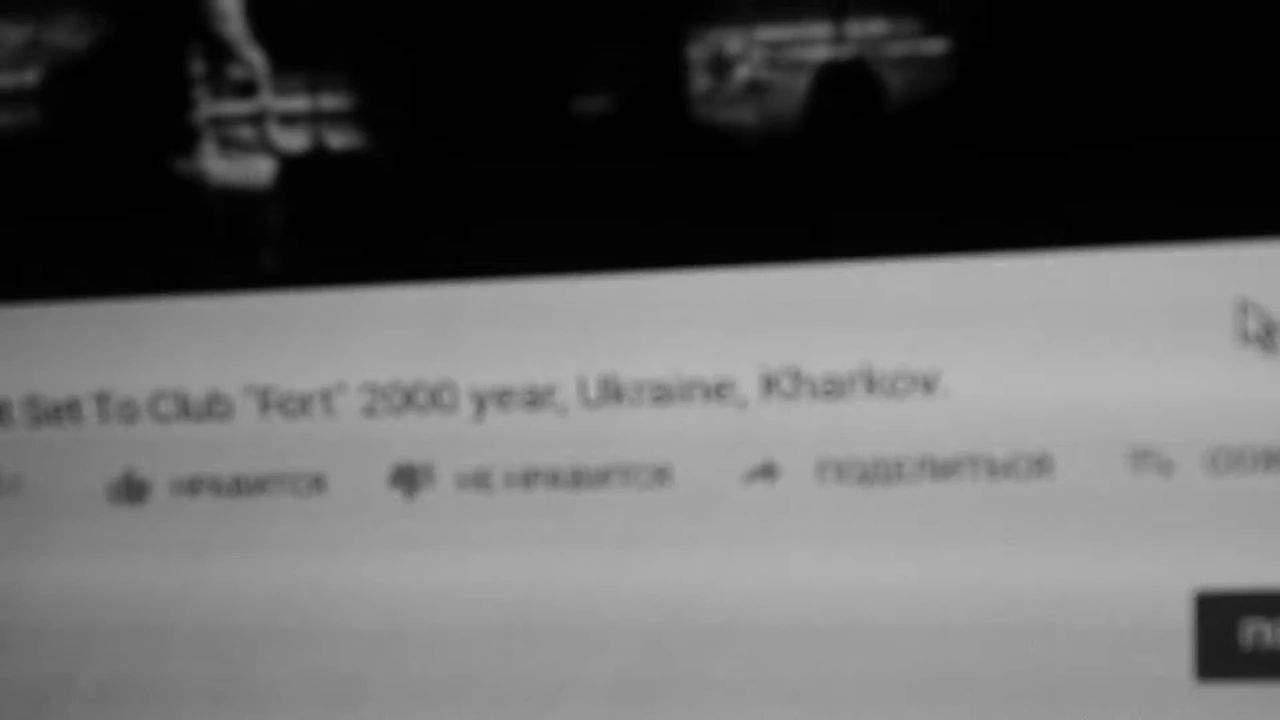 Set To Club "Fort" 2000 year, Ukraine, Kharkov.
НРАВИТСЯ НЕ НРАВИТСЯ ПОДЕЛИТЬСЯ